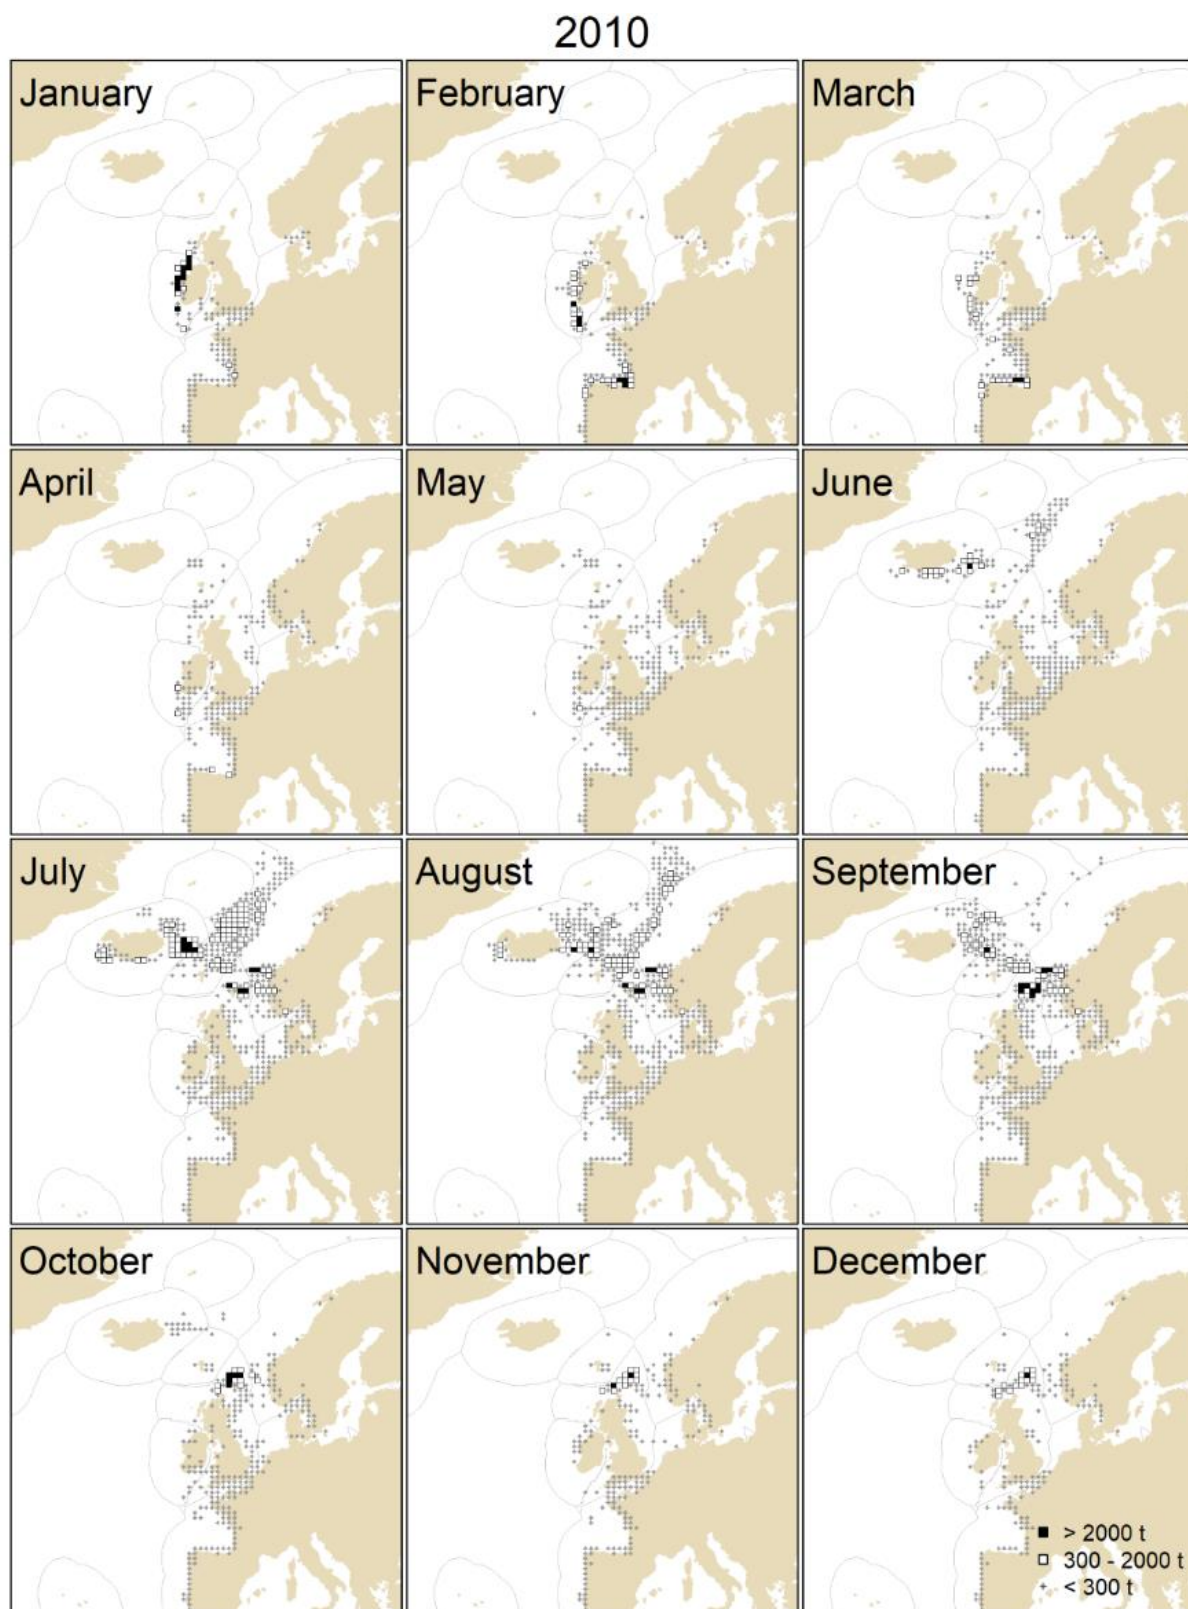 2010
January
February
March
April
May
June
July
August
September
October
November
December
> 2000 t
300 - 2000 t
< 300 t